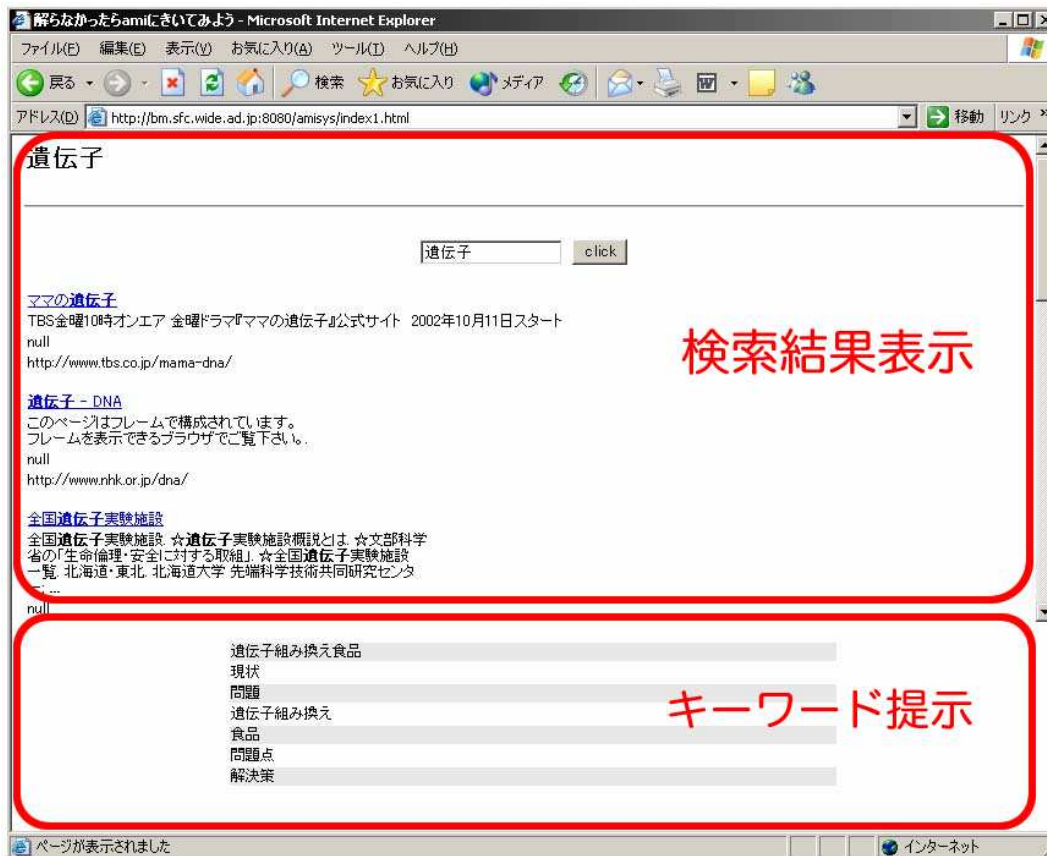 解らなかったらamiにきいてみよう - Microsoft Internet Explorer
ファイル(F) 編集(E) 表示(V) お気に入り(A) ツール(T) ヘルプ(H)
戻る 検索 お気に入り メディア
アドレス(D) http://bm.sfc.wide.ad.jp:8080/amisys/index1.html 移動 リンク »
遺伝子
遺伝子 click
ママの遺伝子
TBS金曜10時オンエア 金曜ドラマ『ママの遺伝子』公式サイト 2002年10月11日スタート
null
http://www.tbs.co.jp/mama-dna/
検索結果表示
遺伝子 - DNA
このページはフレームで構成されています。
フレームを表示できるブラウザでご覧下さい。.
null
http://www.nhk.or.jp/dna/
全国遺伝子実験施設
全国遺伝子実験施設. ☆遺伝子実験施設概説とは. ☆文部科学
省の「生命倫理・安全に対する取組」. ☆全国遺伝子実験施設
一覧. 北海道・東北. 北海道大学 先端科学技術共同研究センタ
ー; ...
null
遺伝子組み換え食品
現状
問題
遺伝子組み換え
食品
問題点
解決策
キーワード提示
ページが表示されました インターネット